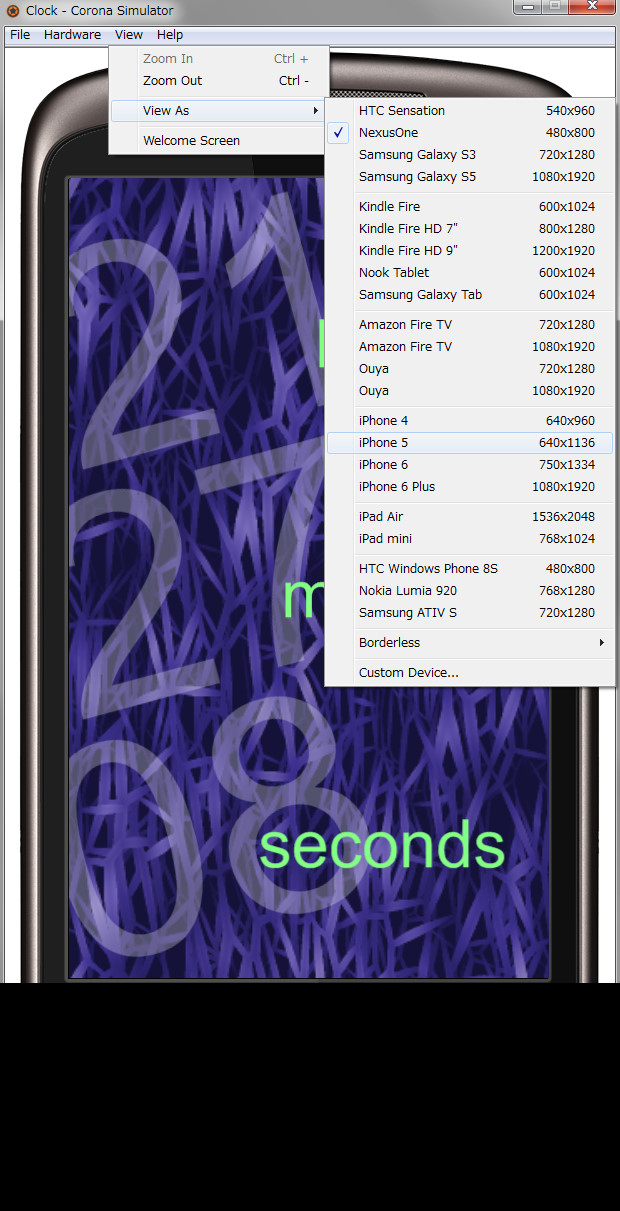 Clock - Corona Simulator
File Hardware View Help
Zoom In Ctrl +
Zoom Out Ctrl -
View As
Welcome Screen
HTC Sensation 540x960
NexusOne 480x800
Samsung Galaxy S3 720x1280
Samsung Galaxy S5 1080x1920
Kindle Fire 600x1024
Kindle Fire HD 7" 800x1280
Kindle Fire HD 9" 1200x1920
Nook Tablet 600x1024
Samsung Galaxy Tab 600x1024
Amazon Fire TV 720x1280
Amazon Fire TV 1080x1920
Ouya 720x1280
Ouya 1080x1920
iPhone 4 640x960
iPhone 5 640x1136
iPhone 6 750x1334
iPhone 6 Plus 1080x1920
iPad Air 1536x2048
iPad mini 768x1024
HTC Windows Phone 8S 480x800
Nokia Lumia 920 768x1280
Samsung ATIV S 720x1280
Borderless
Custom Device...
21
27
08
seconds